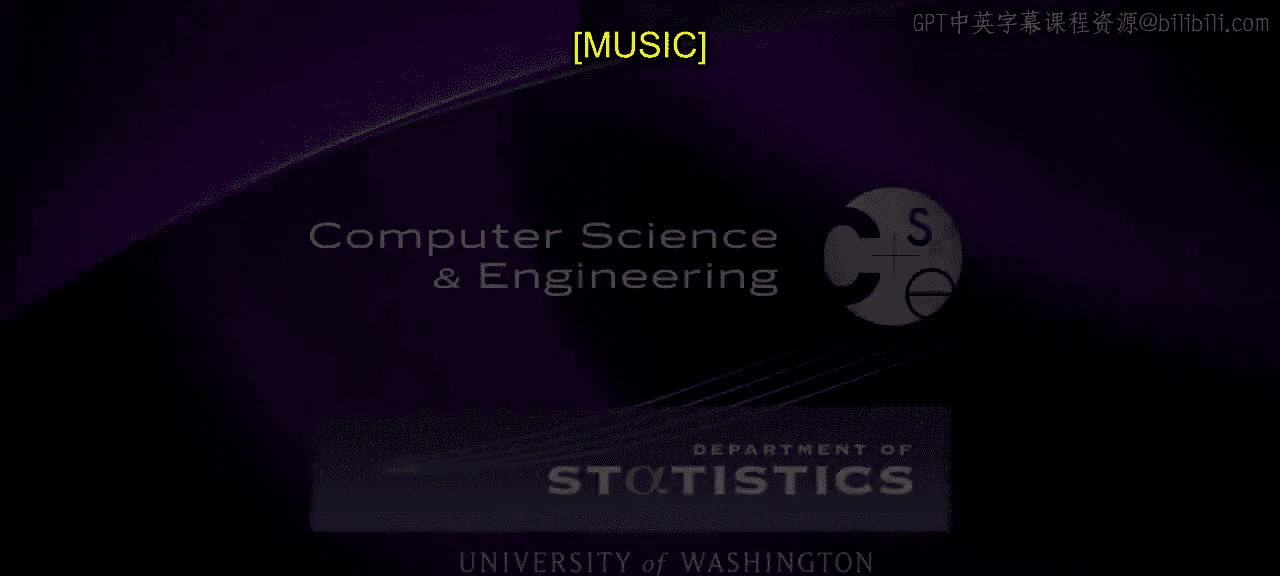 GPT中英字幕课程资源@bilibili.com
[MUSIC]
Computer Science
& Engineering
C S e
DEPARTMENT OF
STαTISTICS
UNIVERSITY of WASHINGTON